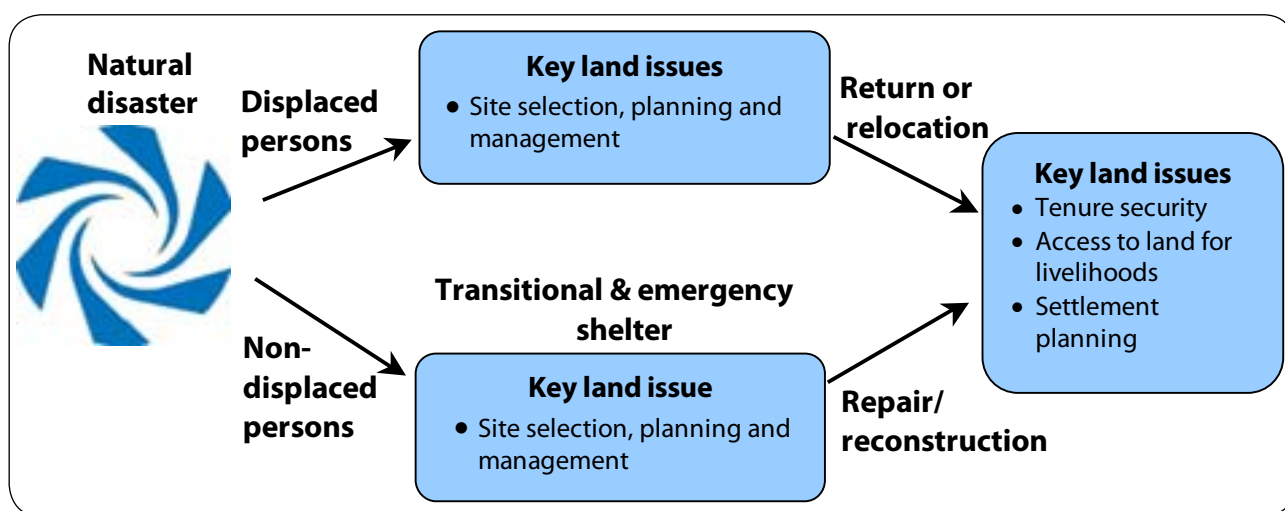 Natural
disaster
Displaced
persons
Key land issues
• Site selection, planning and
management
Return or
relocation
Key land issues
• Tenure security
• Access to land for
livelihoods
• Settlement
planning
Transitional & emergency
shelter
Non-
displaced
persons
Key land issue
• Site selection, planning and
management
Repair/
reconstruction